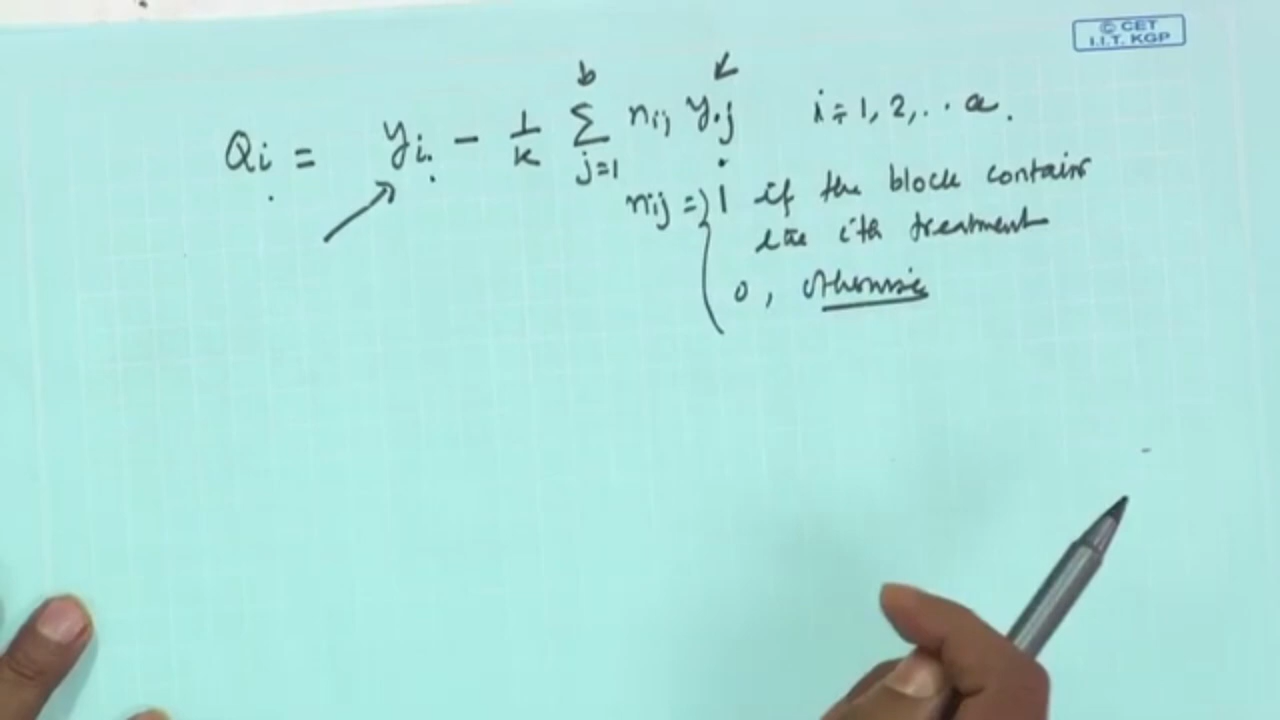 © CET
I.I.T. KGP
Qi = yi. - 1/k Σ_{j=1}^{b} nij y.j   i = 1, 2, .. a.
nij = { 1 if the block contains
the ith treatment
0, otherwise